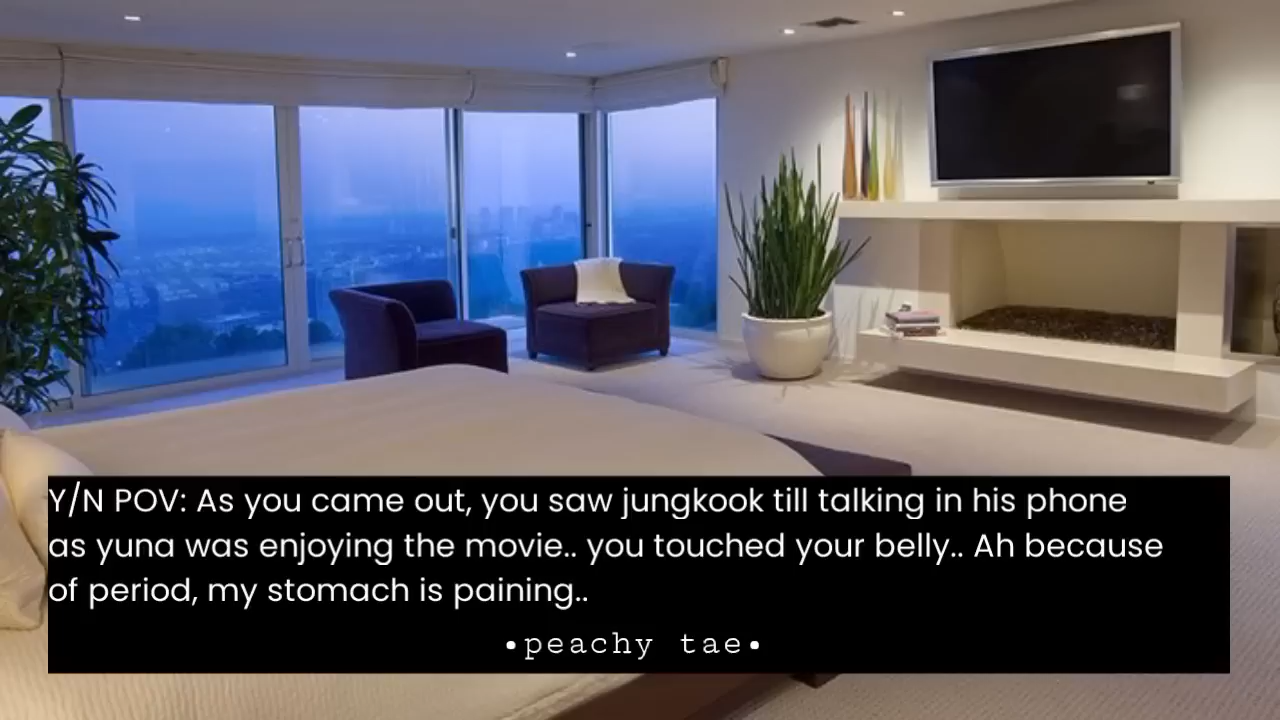 Y/N POV: As you came out, you saw jungkook till talking in his phone
as yuna was enjoying the movie.. you touched your belly.. Ah because
of period, my stomach is paining..
•peachy tae•